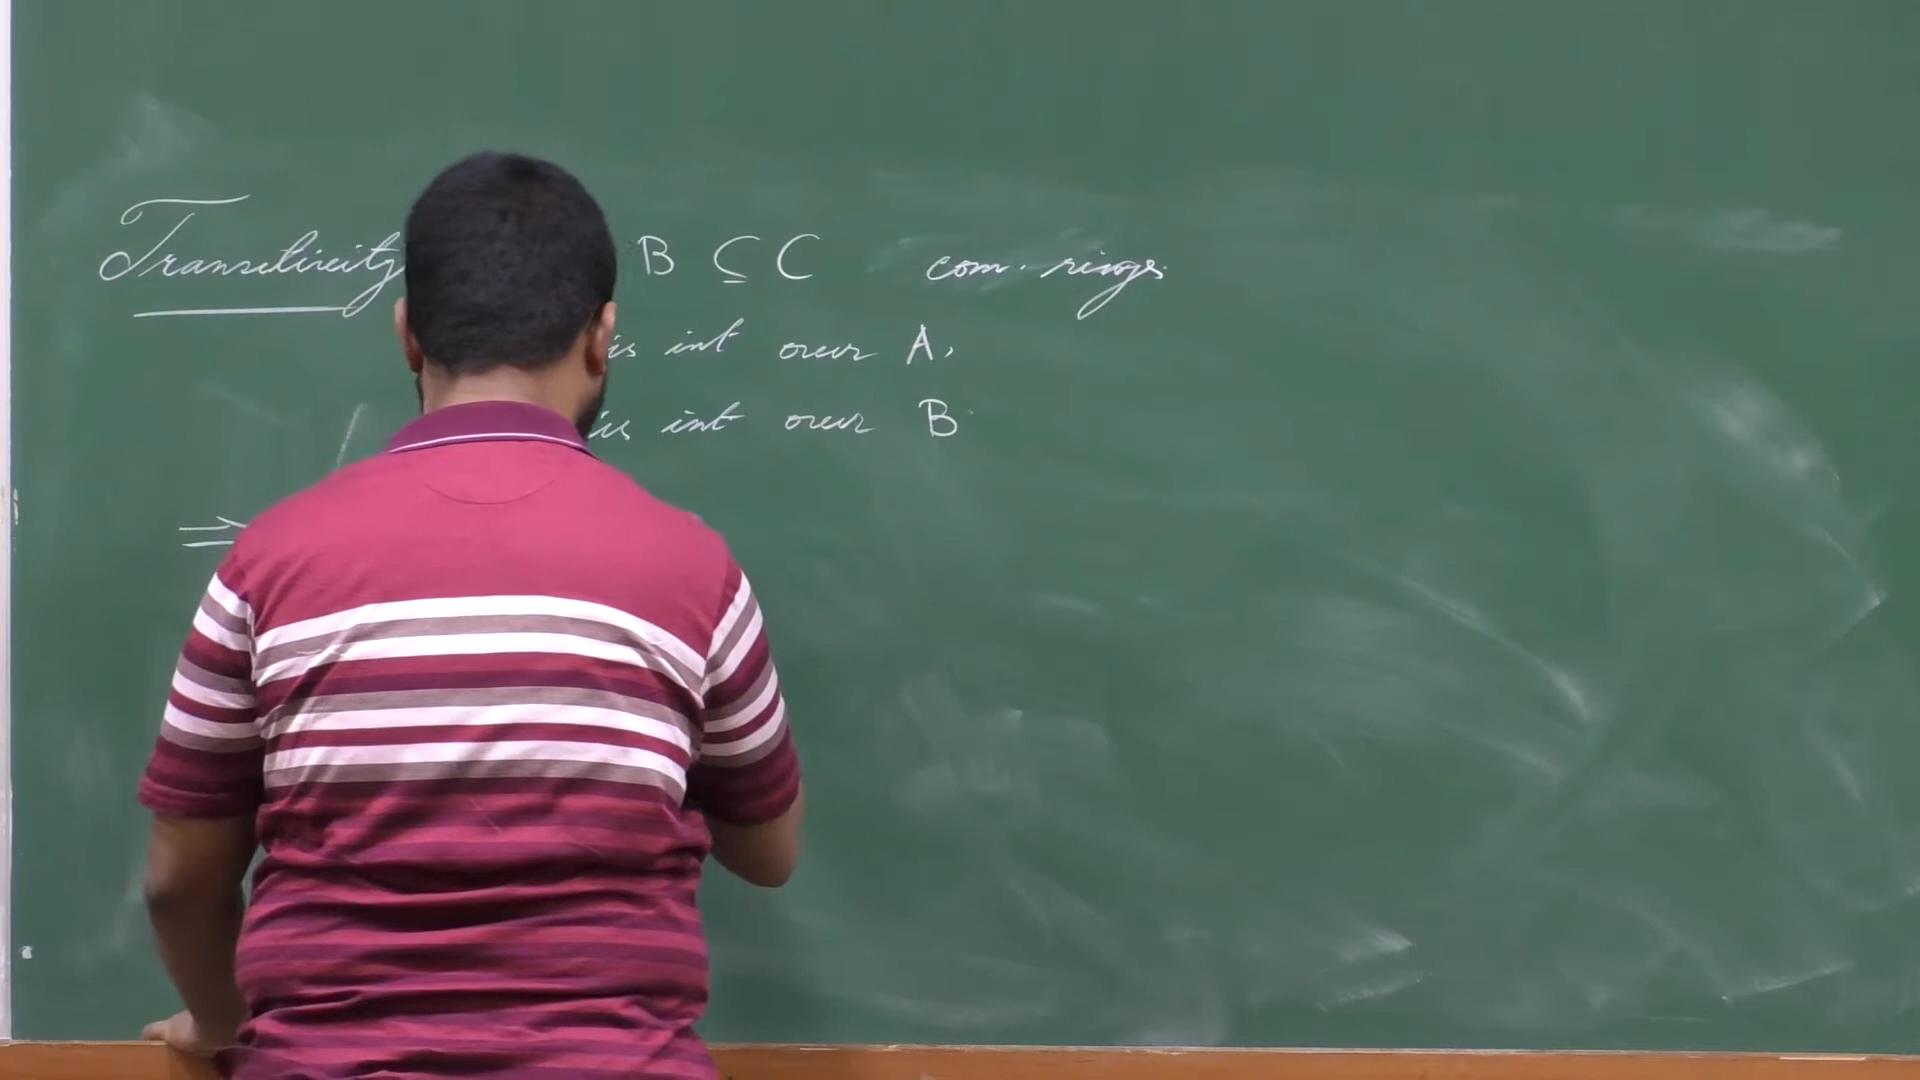 Transitivity B ⊆ C com. rings.
is int over A,
is int over B
⇒